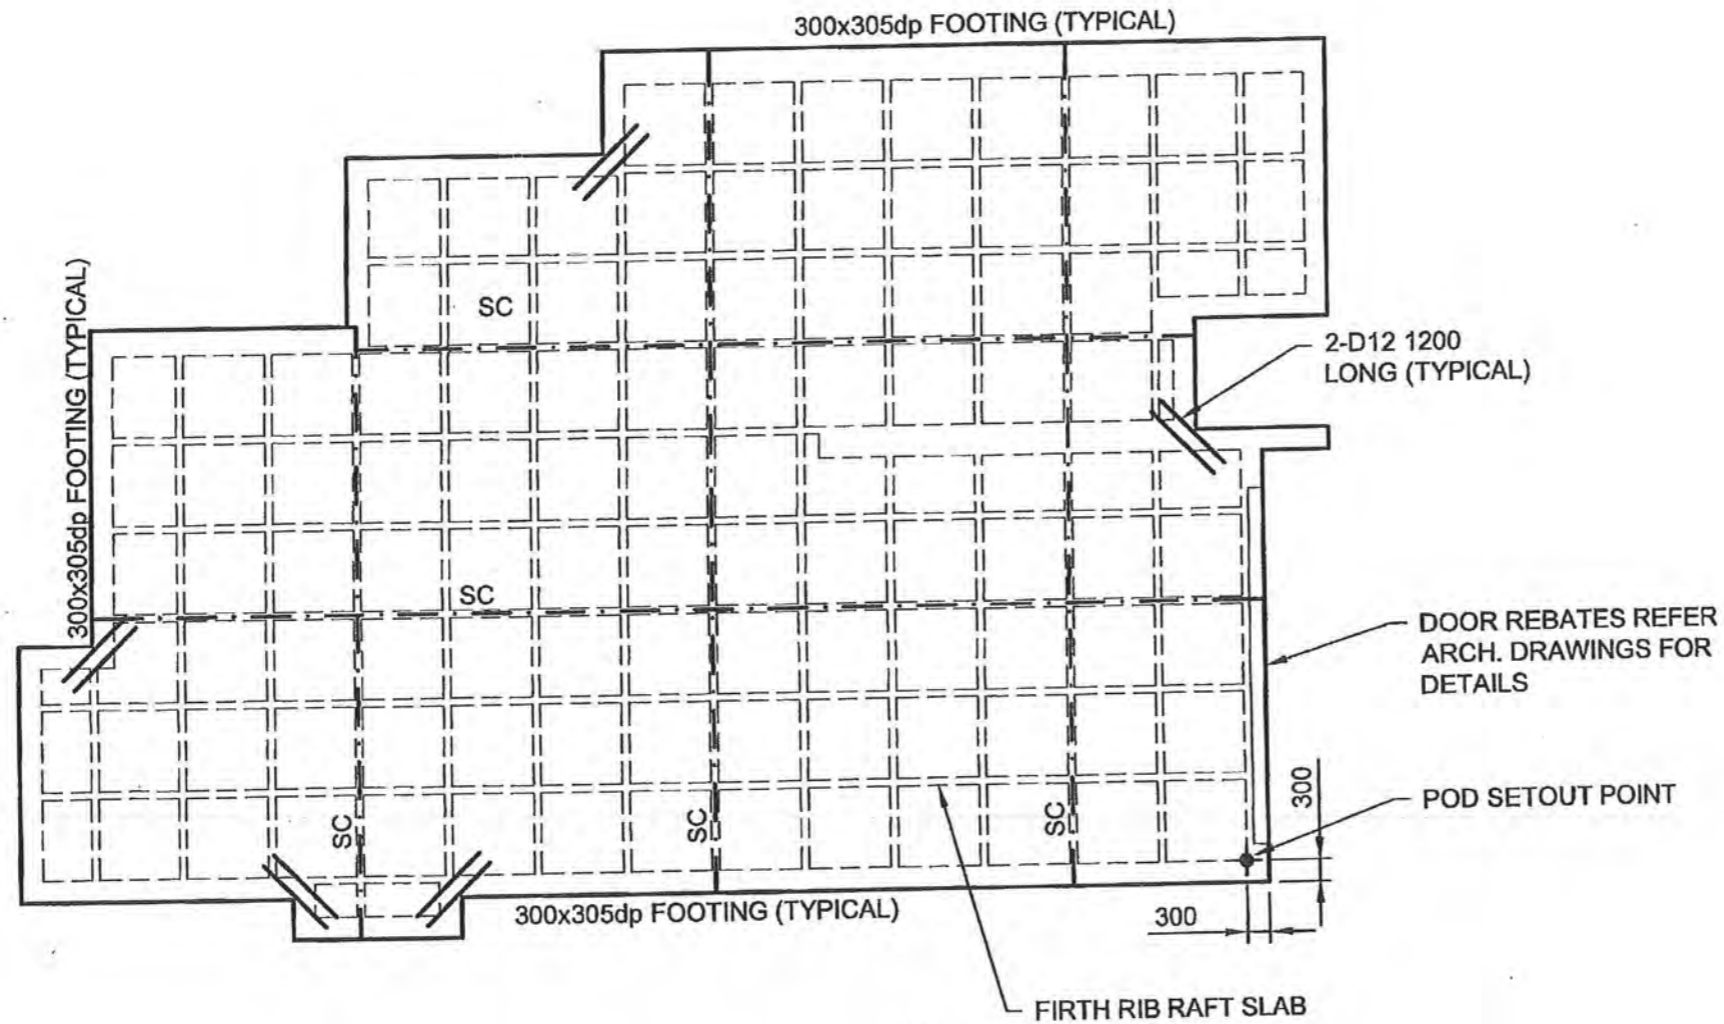 300x305dp FOOTING (TYPICAL)
300x305dp FOOTING (TYPICAL)
SC
2-D12 1200
LONG (TYPICAL)
SC
DOOR REBATES REFER
ARCH. DRAWINGS FOR
DETAILS
300
POD SETOUT POINT
SC
SC
SC
300x305dp FOOTING (TYPICAL)
300
FIRTH RIB RAFT SLAB